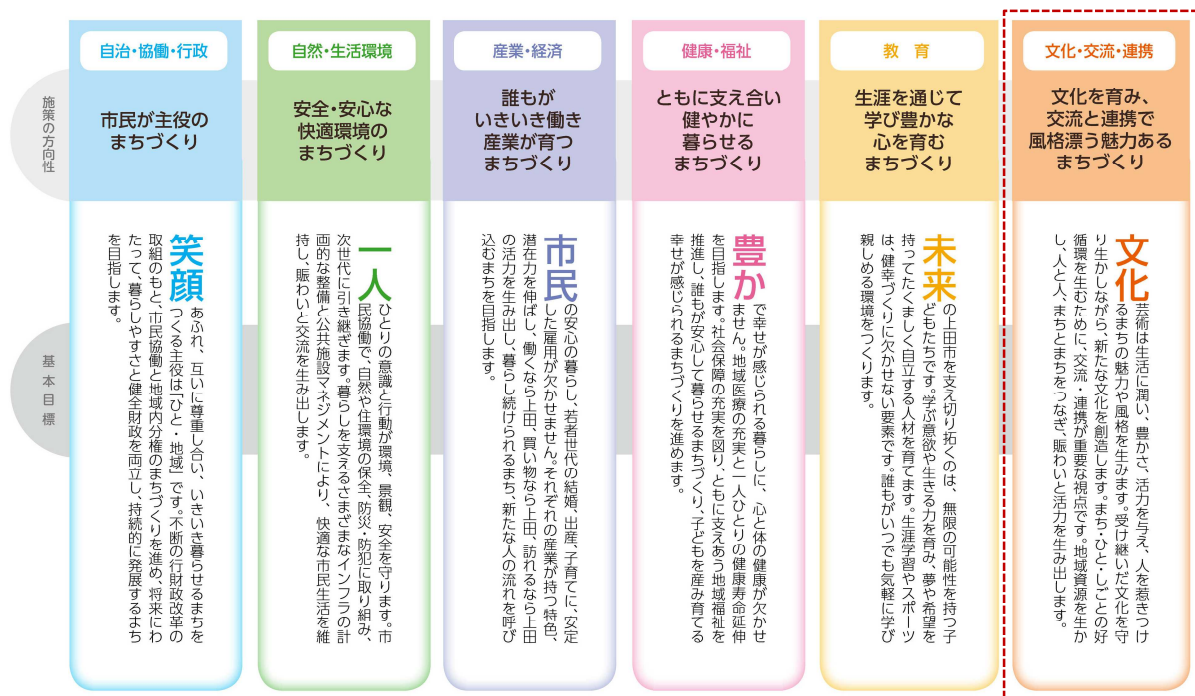 施策の方向性
基本目標
自治・協働・行政
市民が主役の
まちづくり
笑顔
あふれ、互いに尊重し合い、いきいき暮らせるまちを
つくる主役は「ひと・地域」です。不断の行財政改革の
取組のもと、市民協働と地域内分権のまちづくりを進め、将来にわ
たって、暮らしやすさと健全財政を両立し、持続的に発展するまち
を目指します。
自然・生活環境
安全・安心な
快適環境の
まちづくり
一人
ひとりの意識と行動が環境、景観、安全を守ります。市
民協働で、自然や住環境の保全、防災・防犯に取り組み、
次世代に引き継ぎます。暮らしを支えるさまざまなインフラの計
画的な整備と公共施設マネジメントにより、快適な市民生活を維
持し、賑わいと交流を生み出します。
産業・経済
誰もが
いきいき働き
産業が育つ
まちづくり
市民
の安心の暮らし、若者世代の結婚、出産、子育てに、安定
した雇用が欠かせません。それぞれの産業が持つ特色、
潜在力を伸ばし、働くなら上田、買い物なら上田、訪れるなら上田
の活力を生み出し、暮らし続けられるまち、新たな人の流れを呼び
込むまちを目指します。
健康・福祉
ともに支え合い
健やかに
暮らせる
まちづくり
豊か
で幸せが感じられる暮らしに、心と体の健康が欠かせ
ません。地域医療の充実と一人ひとりの健康寿命延伸
を目指します。社会保障の充実を図り、ともに支えあう地域福祉を
推進し、誰もが安心して暮らせるまちづくり、子どもを産み育てる
幸せが感じられるまちづくりを進めます。
教 育
生涯を通じて
学び豊かな
心を育む
まちづくり
未来
の上田市を支え切り拓くのは、無限の可能性を持つ子
どもたちです。学ぶ意欲や生きる力を育み、夢や希望を
持ってたくましく自立する人材を育てます。生涯学習やスポーツ
は、健幸づくりに欠かせない要素です。誰もがいつでも気軽に学び
親しめる環境をつくります。
文化・交流・連携
文化を育み、
交流と連携で
風格漂う魅力ある
まちづくり
文化
芸術は生活に潤い、豊かさ、活力を与え、人を惹きつけ
るまちの魅力や風格を生みます。受け継いだ文化を守
り生かしながら、新たな文化を創造します。まち・ひと・しごとの好
循環を生むために、交流・連携が重要な視点です。地域資源を生か
し、人と人、まちとまちをつなぎ、賑わいと活力を生み出します。